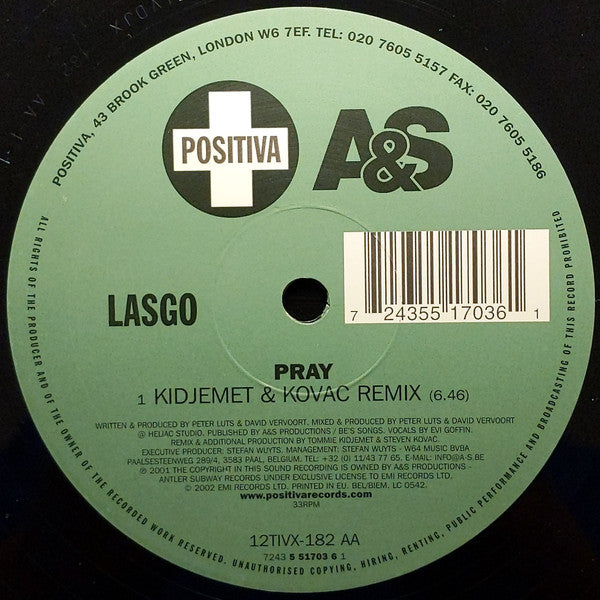 POSITIVA, 43 BROOK GREEN, LONDON W6 7EF. TEL: 020 7605 5157 FAX: 020 7605 5186
POSITIVA
A&S
7 24355 17036 1
LASGO
PRAY
1 KIDJEMET & KOVAC REMIX (6.46)
WRITTEN & PRODUCED BY PETER LUTS & DAVID VERVOORT. MIXED & PRODUCED BY PETER LUTS & DAVID VERVOORT
@ HELIAC STUDIO. PUBLISHED BY A&S PRODUCTIONS / BE'S SONGS. VOCALS BY EVI GOFFIN.
REMIX & ADDITIONAL PRODUCTION BY TOMMIE KIDJEMET & STEVEN KOVAC.
EXECUTIVE PRODUCER: STEFAN WUYTS. MANAGEMENT: STEFAN WUYTS - W64 MUSIC BVBA
PAALSESTEENWEG 289/4, 3583 PAAL, BELGIUM. TEL: +32 (0) 11/43 77 65. E-MAIL: INFO@A-S.BE
℗ 2001 THE COPYRIGHT IN THIS SOUND RECORDING IS OWNED BY A&S PRODUCTIONS -
ANTLER SUBWAY RECORDS UNDER EXCLUSIVE LICENSE TO EMI RECORDS LTD.
© 2002 EMI RECORDS LTD. PRINTED IN EU. BEL/BIEM. LC 0542.
www.positivarecords.com
33RPM
12TIVX-182 AA
7243 5 51703 6 1
ALL RIGHTS OF THE PRODUCER AND OF THE OWNER OF THE RECORDED WORK RESERVED. UNAUTHORISED COPYING, HIRING, RENTING, PUBLIC PERFORMANCE AND BROADCASTING OF THIS RECORD PROHIBITED